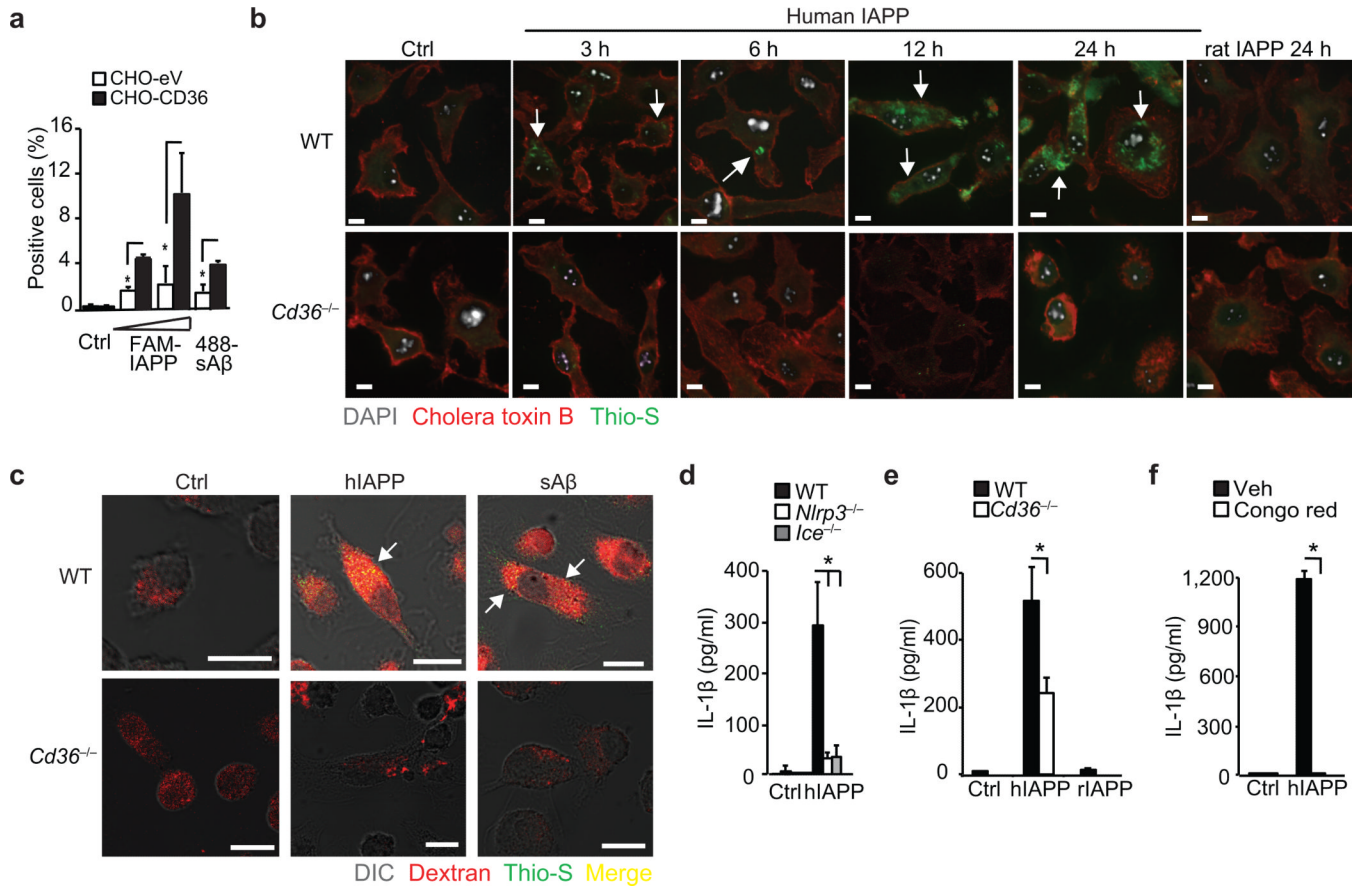 a
CHO-eV
CHO-CD36
Positive cells (%)
16
12
8
4
0
*
*
*
Ctrl
FAM-
IAPP
488-
sAβ
b
Human IAPP
Ctrl
3 h
6 h
12 h
24 h
rat IAPP 24 h
WT
Cd36–/–
DAPI Cholera toxin B Thio-S
c
Ctrl
hIAPP
sAβ
WT
Cd36–/–
DIC Dextran Thio-S Merge
d
WT
Nlrp3–/–
Ice–/–
*
IL-1β (pg/ml)
400
300
200
100
0
Ctrl hIAPP
e
WT
Cd36–/–
*
IL-1β (pg/ml)
600
400
200
0
Ctrl hIAPP rIAPP
f
Veh
Congo red
*
IL-1β (pg/ml)
1,200
900
600
300
0
Ctrl hIAPP